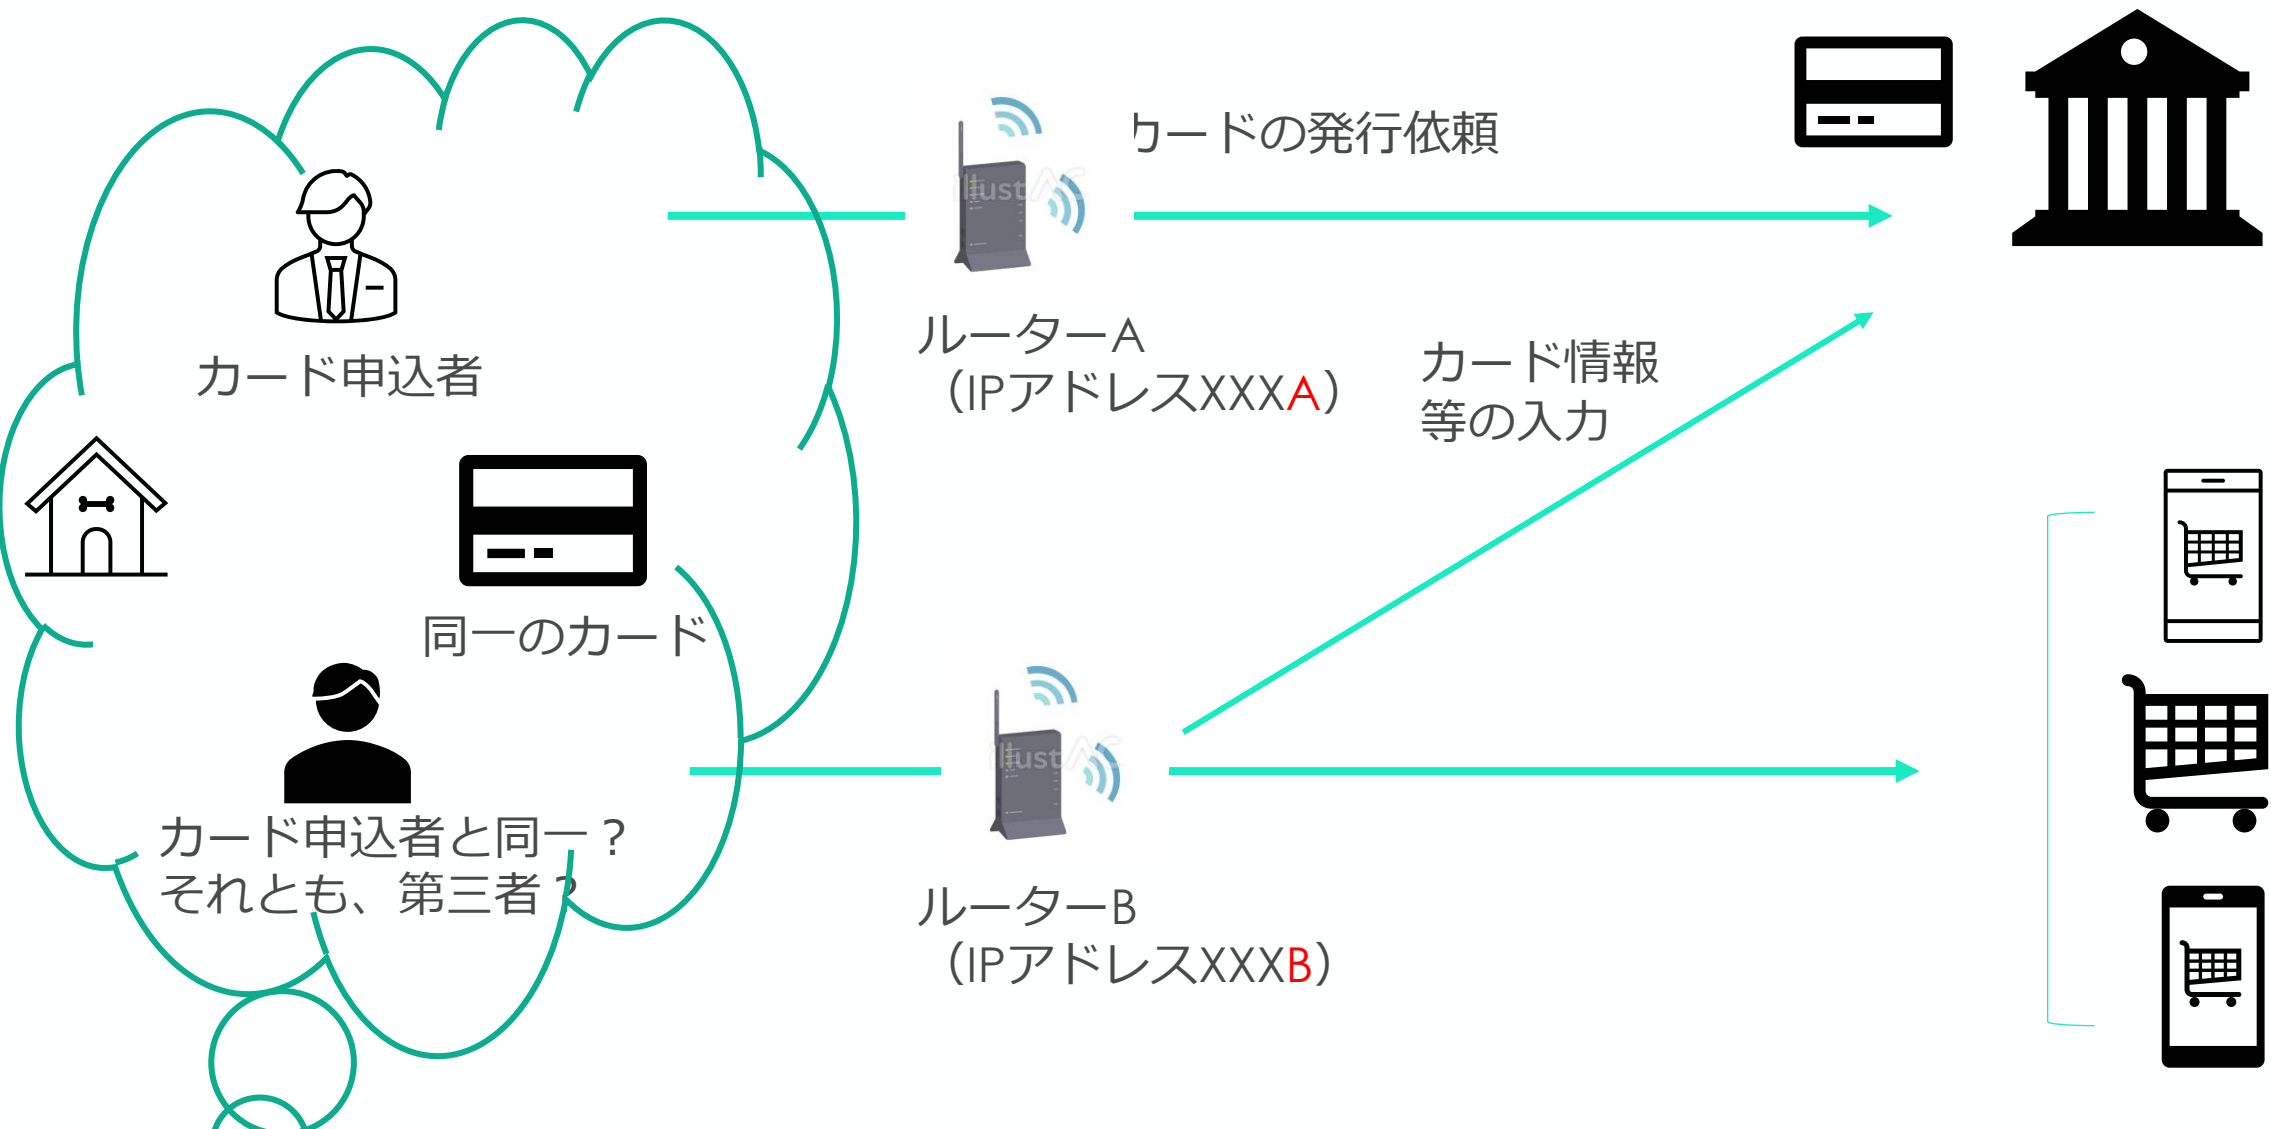 カードの発行依頼
カード申込者
ルーターA
（IPアドレスXXXA）
カード情報
等の入力
同一のカード
カード申込者と同一？
それとも、第三者？
ルーターB
（IPアドレスXXXB）
illustAC
illustAC